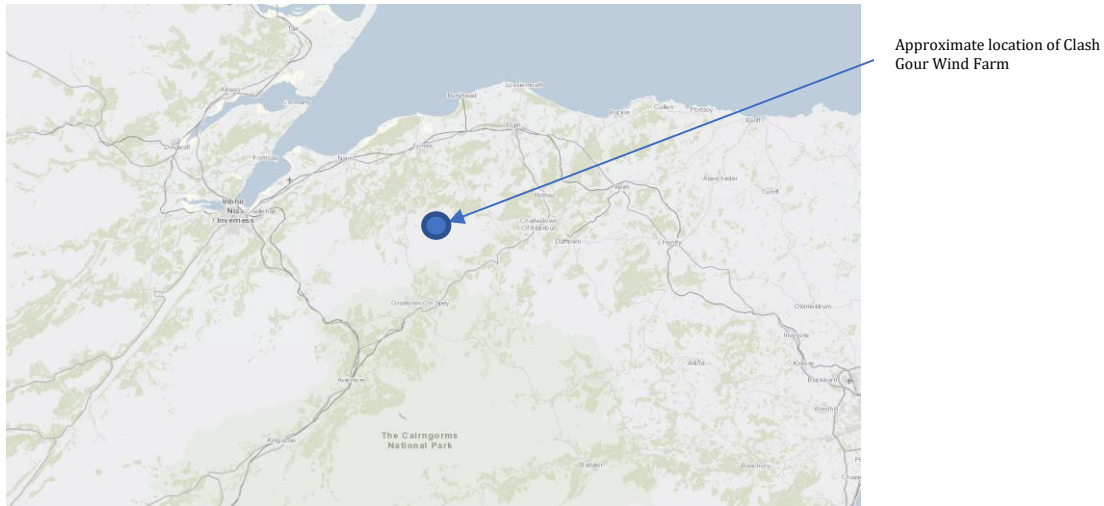 Approximate location of Clash
Gour Wind Farm
Tain
Alness
Cromarty
Dingwall
Fortrose
Nairn
Forres
Burghead
Lossiemouth
Elgin
Buckie
Cullen
Portsoy
Banff
Aberchirder
Turriff
Keith
Rothes
Charlestown
Of Aberlour
Dufftown
Huntly
Inbhir
Nis
Inverness
Grantown-On-Spey
Oldmeldrum
Inverurie
Kintore
Blackburn
Westhill
Alford
Aviemore
Kingussie
The Cairngorms
National Park
Ballater
Banchory